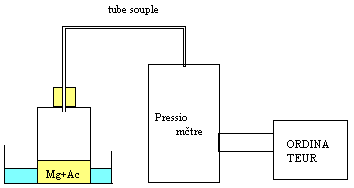 tube souple
Pressio
mčtre
ORDINA
TEUR
Mg+Ac